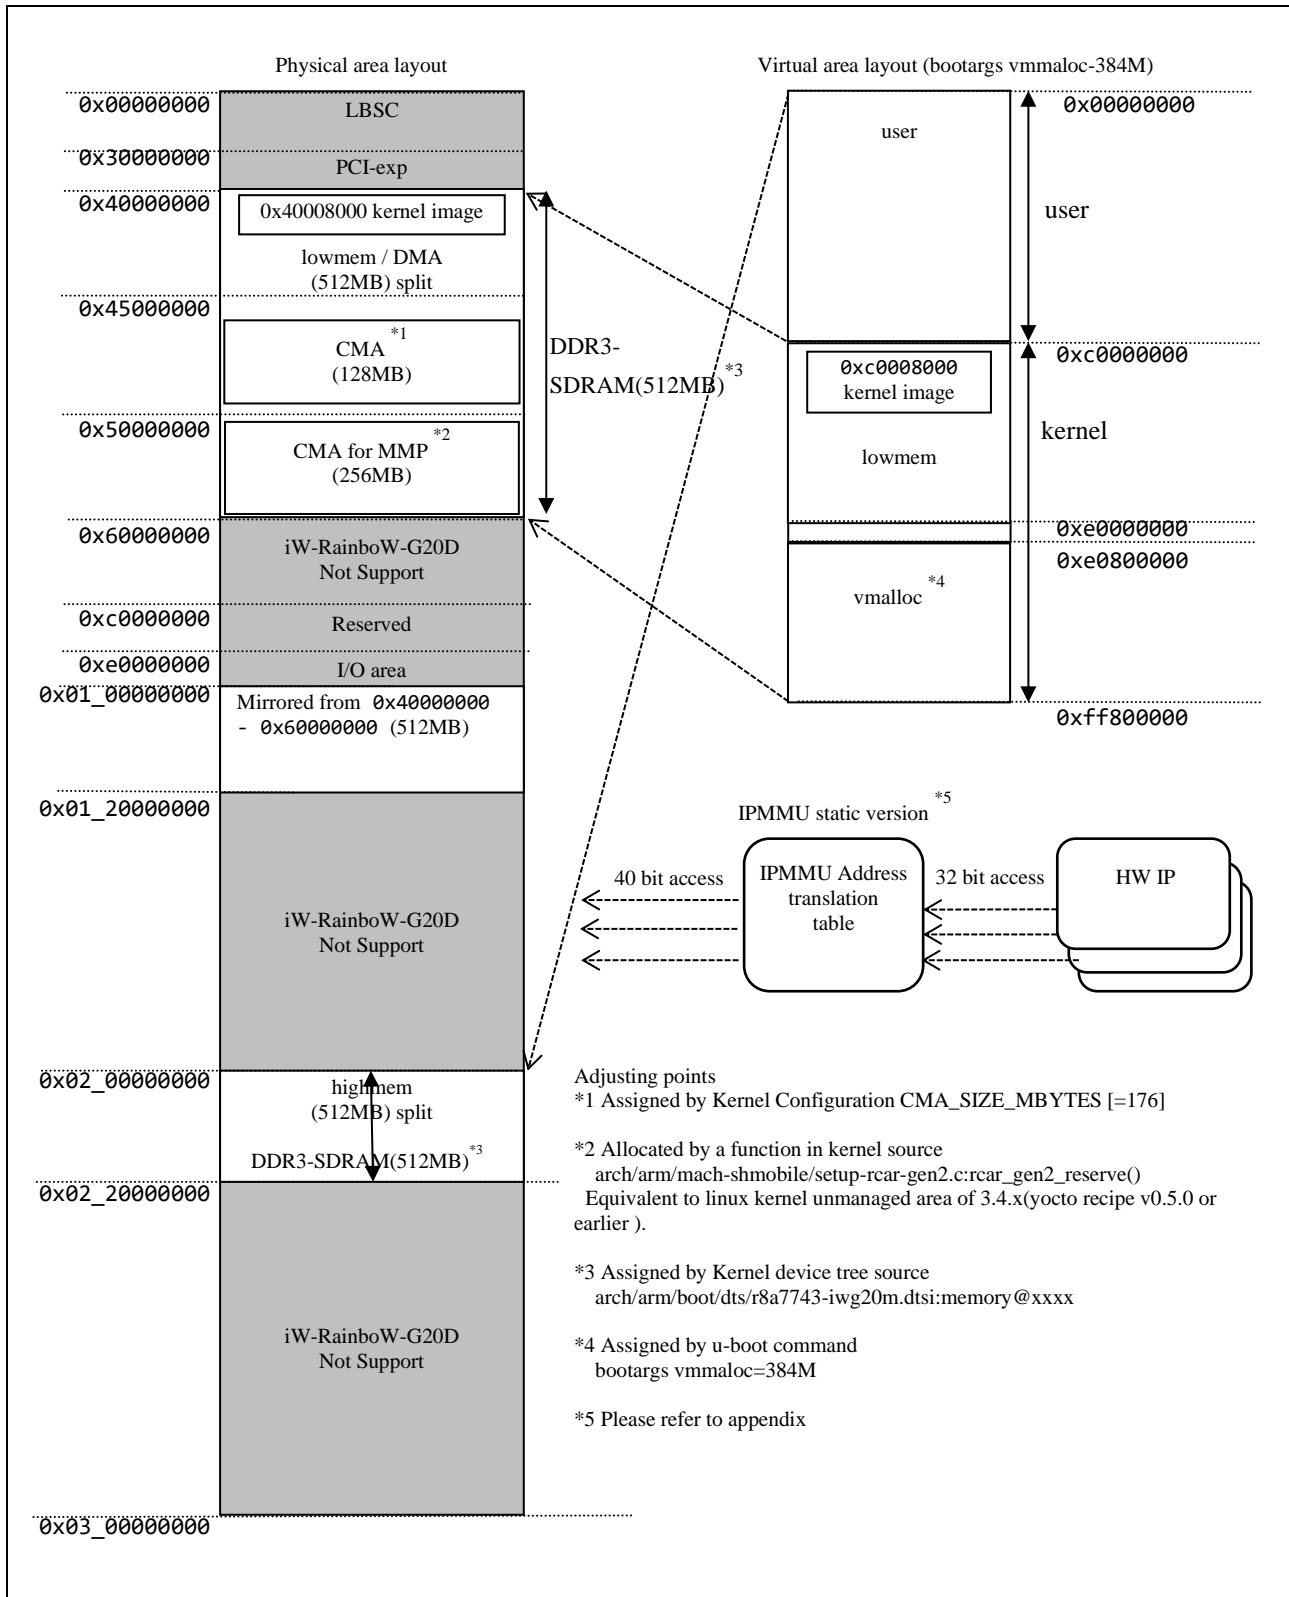 Physical area layout
0x00000000
LBSC
0x30000000
PCI-exp
0x40000000
0x40008000 kernel image
lowmem / DMA
(512MB) split
0x45000000
CMA *1
(128MB)
DDR3-
SDRAM(512MB) *3
0x50000000
CMA for MMP *2
(256MB)
0x60000000
iW-RainboW-G20D
Not Support
0xc0000000
Reserved
0xe0000000
I/O area
0x01_00000000
Mirrored from 0x40000000
- 0x60000000 (512MB)
0x01_20000000
iW-RainboW-G20D
Not Support
0x02_00000000
highmem
(512MB) split
DDR3-SDRAM(512MB) *3
0x02_20000000
iW-RainboW-G20D
Not Support
0x03_00000000
Virtual area layout (bootargs vmmaloc-384M)
0x00000000
user
user
0xc0000000
0xc0008000
kernel image
kernel
lowmem
0xe0000000
0xe0800000
vmalloc *4
0xff800000
IPMMU static version *5
40 bit access
IPMMU Address
translation
table
32 bit access
HW IP
Adjusting points
*1 Assigned by Kernel Configuration CMA_SIZE_MBYTES [=176]
*2 Allocated by a function in kernel source
arch/arm/mach-shmobile/setup-rcar-gen2.c:rcar_gen2_reserve()
Equivalent to linux kernel unmanaged area of 3.4.x(yocto recipe v0.5.0 or
earlier ).
*3 Assigned by Kernel device tree source
arch/arm/boot/dts/r8a7743-iwg20m.dtsi:memory@xxxx
*4 Assigned by u-boot command
bootargs vmmaloc=384M
*5 Please refer to appendix